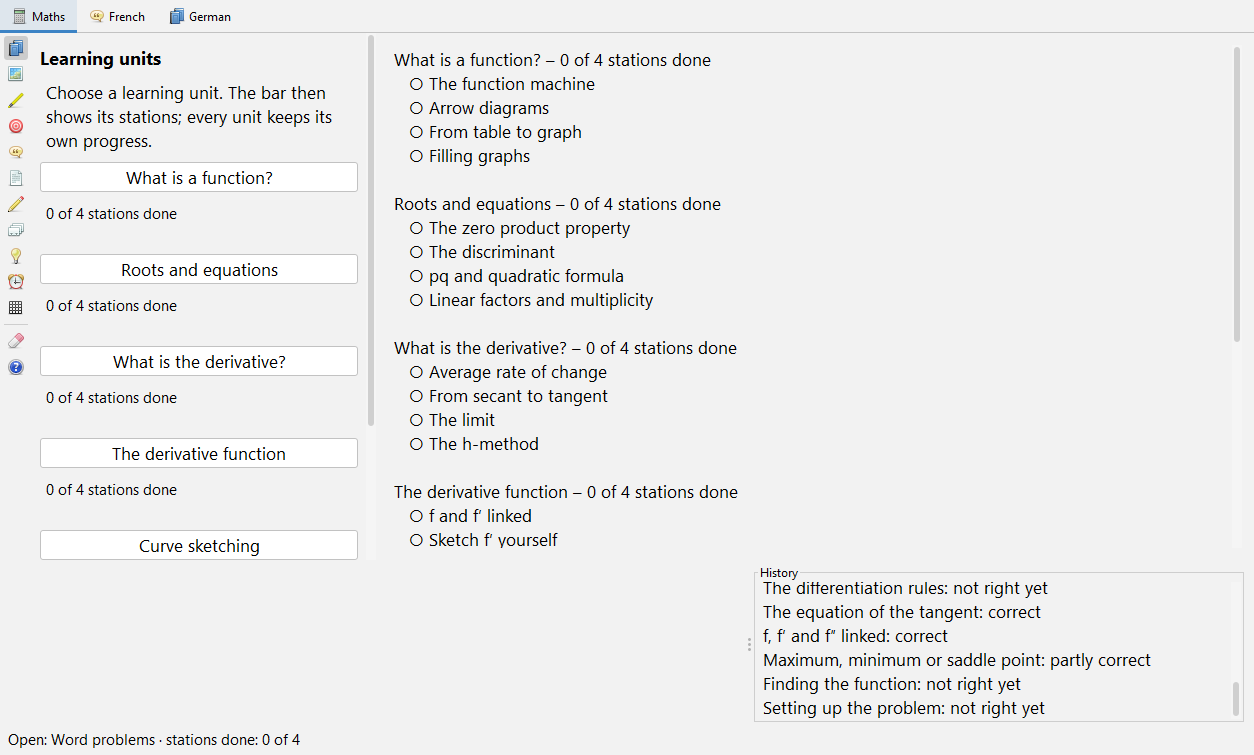 Maths
French
German
Learning units
Choose a learning unit. The bar then
shows its stations; every unit keeps its
own progress.
What is a function?
0 of 4 stations done
Roots and equations
0 of 4 stations done
What is the derivative?
0 of 4 stations done
The derivative function
0 of 4 stations done
Curve sketching
What is a function? – 0 of 4 stations done
○ The function machine
○ Arrow diagrams
○ From table to graph
○ Filling graphs
Roots and equations – 0 of 4 stations done
○ The zero product property
○ The discriminant
○ pq and quadratic formula
○ Linear factors and multiplicity
What is the derivative? – 0 of 4 stations done
○ Average rate of change
○ From secant to tangent
○ The limit
○ The h-method
The derivative function – 0 of 4 stations done
○ f and f′ linked
○ Sketch f′ yourself
History
The differentiation rules: not right yet
The equation of the tangent: correct
f, f′ and f″ linked: correct
Maximum, minimum or saddle point: partly correct
Finding the function: not right yet
Setting up the problem: not right yet
Open: Word problems · stations done: 0 of 4